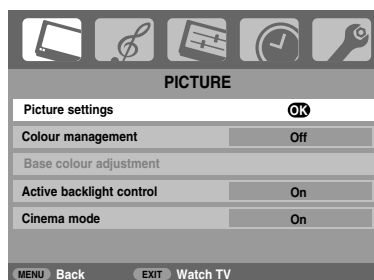 PICTURE
Picture settings OK
Colour management Off
Base colour adjustment
Active backlight control On
Cinema mode On
MENU Back EXIT Watch TV